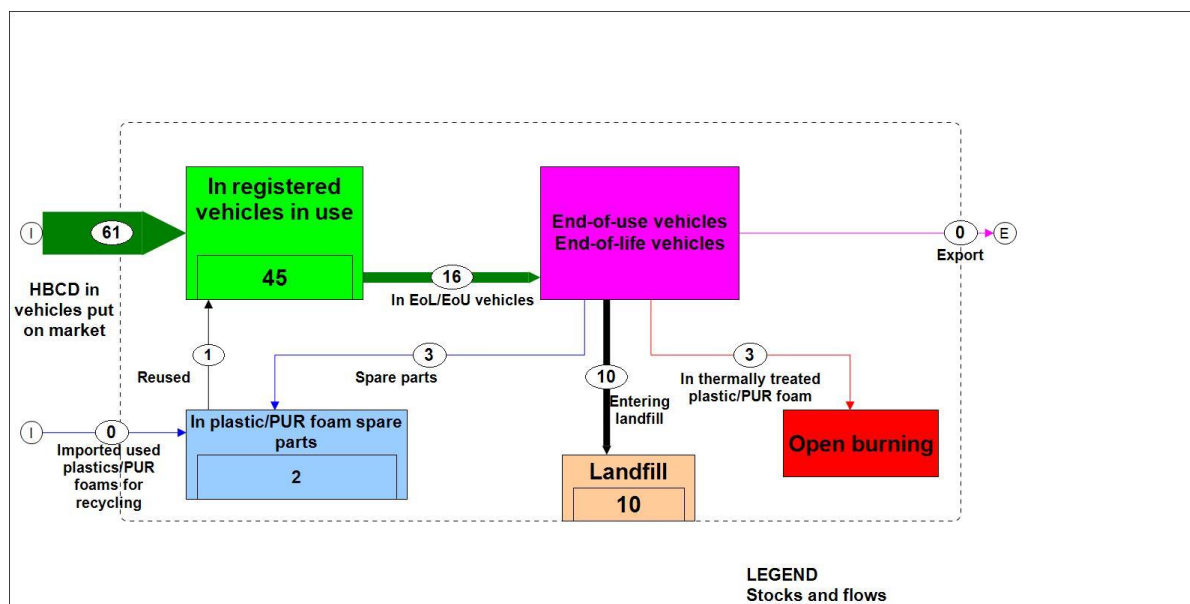 In registered
vehicles in use
45
I
61
HBCD in
vehicles put
on market
16
In EoL/EoU vehicles
End-of-use vehicles
End-of-life vehicles
0
E
Export
1
Reused
3
Spare parts
10
Entering
landfill
3
In thermally treated
plastic/PUR foam
I
0
Imported used
plastics/PUR
foams for
recycling
In plastic/PUR foam spare
parts
2
Landfill
10
Open burning
LEGEND
Stocks and flows